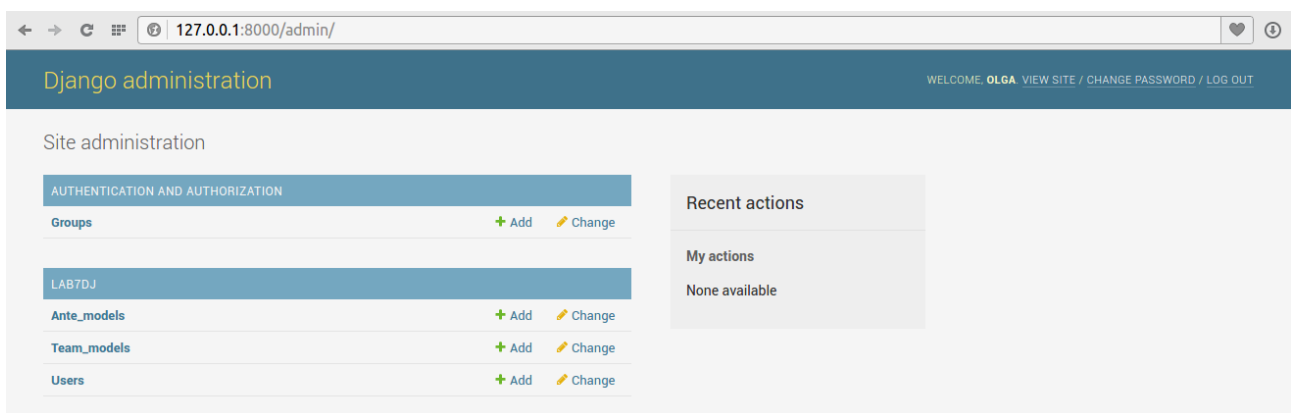 127.0.0.1:8000/admin/
Django administration
WELCOME, OLGA. VIEW SITE / CHANGE PASSWORD / LOG OUT
Site administration
AUTHENTICATION AND AUTHORIZATION
Groups + Add Change
LAB7DJ
Ante_models + Add Change
Team_models + Add Change
Users + Add Change
Recent actions
My actions
None available